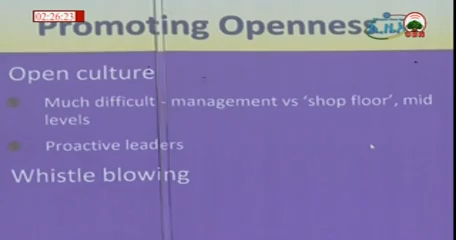 02:26:23
Promoting Openness
Open culture
Much difficult - management vs 'shop floor', mid
levels
Proactive leaders
Whistle blowing